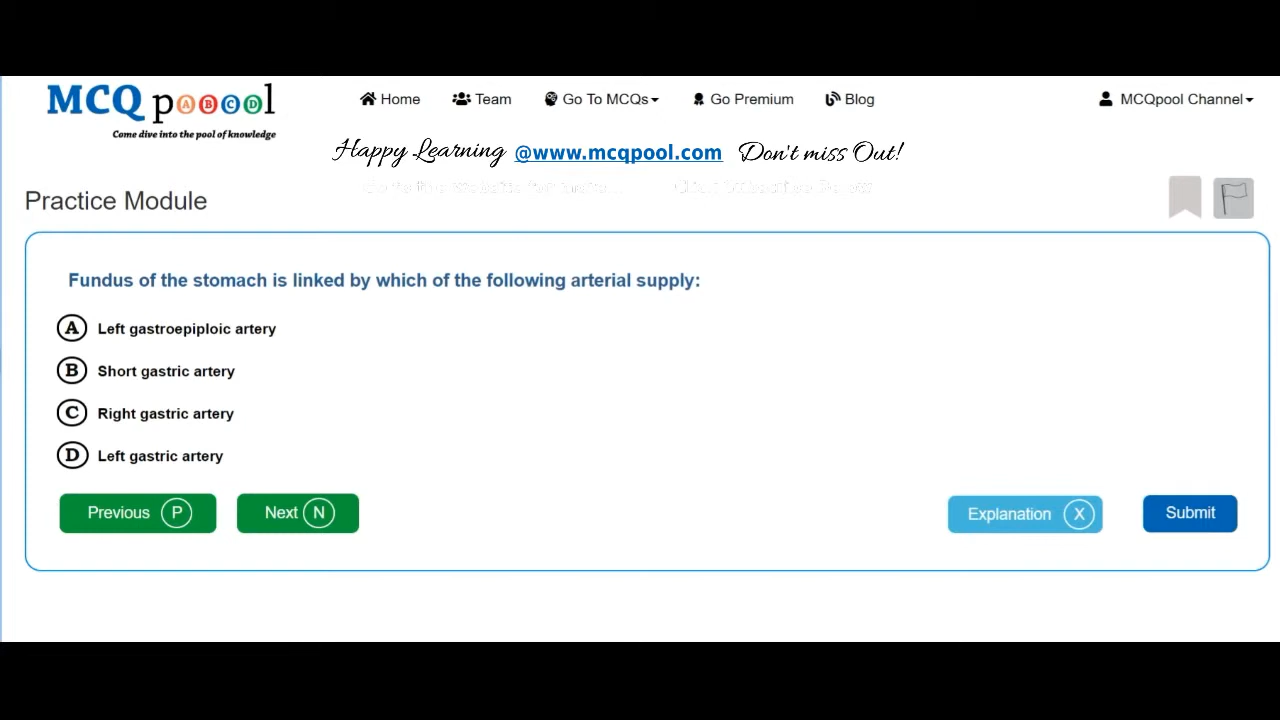 MCQ pABCDl
Come dive into the pool of knowledge
Home Team Go To MCQs Go Premium Blog MCQpool Channel
Happy Learning @www.mcqpool.com Don't miss Out!
Practice Module
Fundus of the stomach is linked by which of the following arterial supply:
A Left gastroepiploic artery
B Short gastric artery
C Right gastric artery
D Left gastric artery
Previous P Next N Explanation X Submit